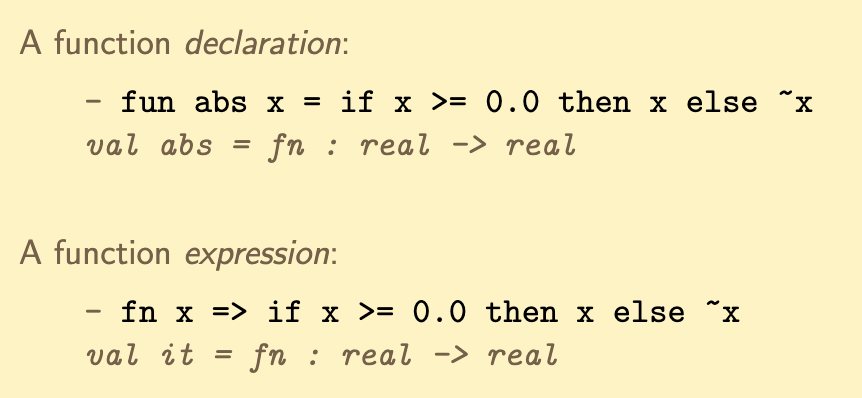 A function declaration:
- fun abs x = if x >= 0.0 then x else ~x
val abs = fn : real -> real
A function expression:
- fn x => if x >= 0.0 then x else ~x
val it = fn : real -> real